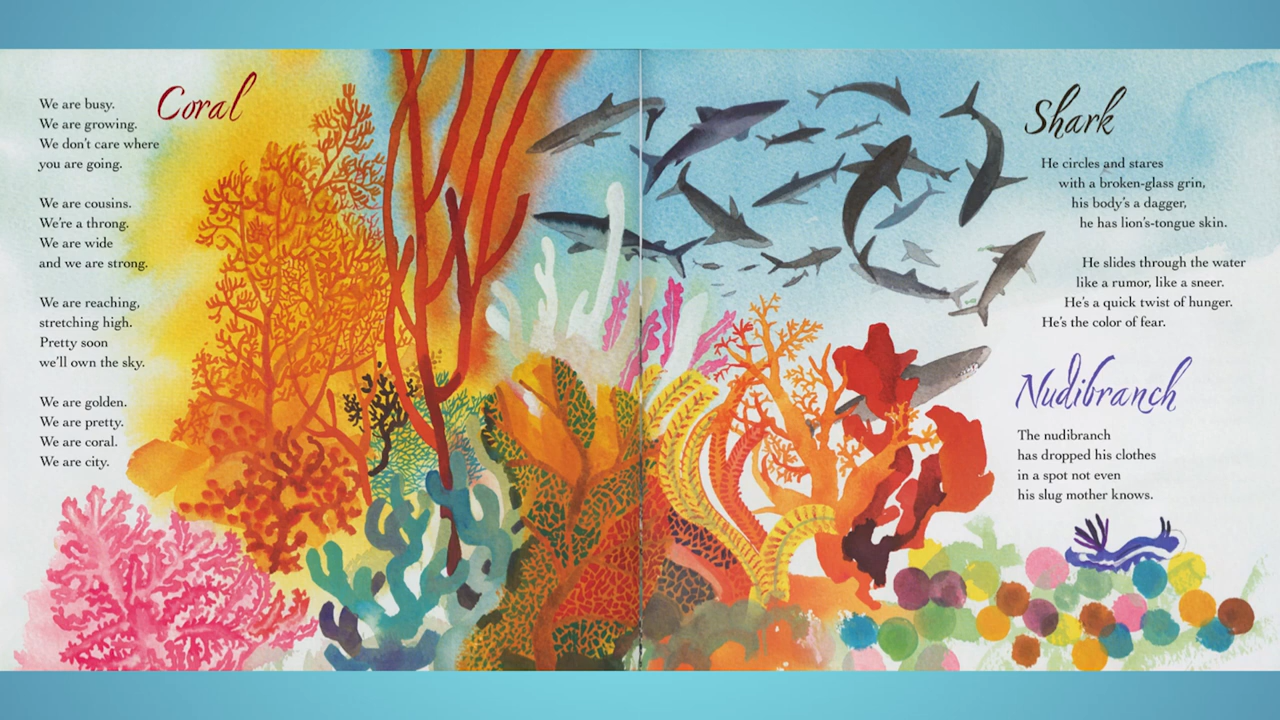 Coral
We are busy.
We are growing.
We don't care where
you are going.
We are cousins.
We're a throng.
We are wide
and we are strong.
We are reaching,
stretching high.
Pretty soon
we'll own the sky.
We are golden.
We are pretty.
We are coral.
We are city.
Shark
He circles and stares
with a broken-glass grin,
his body's a dagger,
he has lion's-tongue skin.
He slides through the water
like a rumor, like a sneer.
He's a quick twist of hunger.
He's the color of fear.
Nudibranch
The nudibranch
has dropped his clothes
in a spot not even
his slug mother knows.